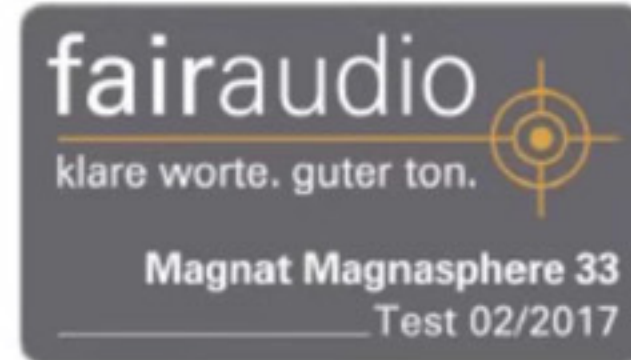 fairaudio
klare worte. guter ton.
Magnat Magnasphere 33
Test 02/2017